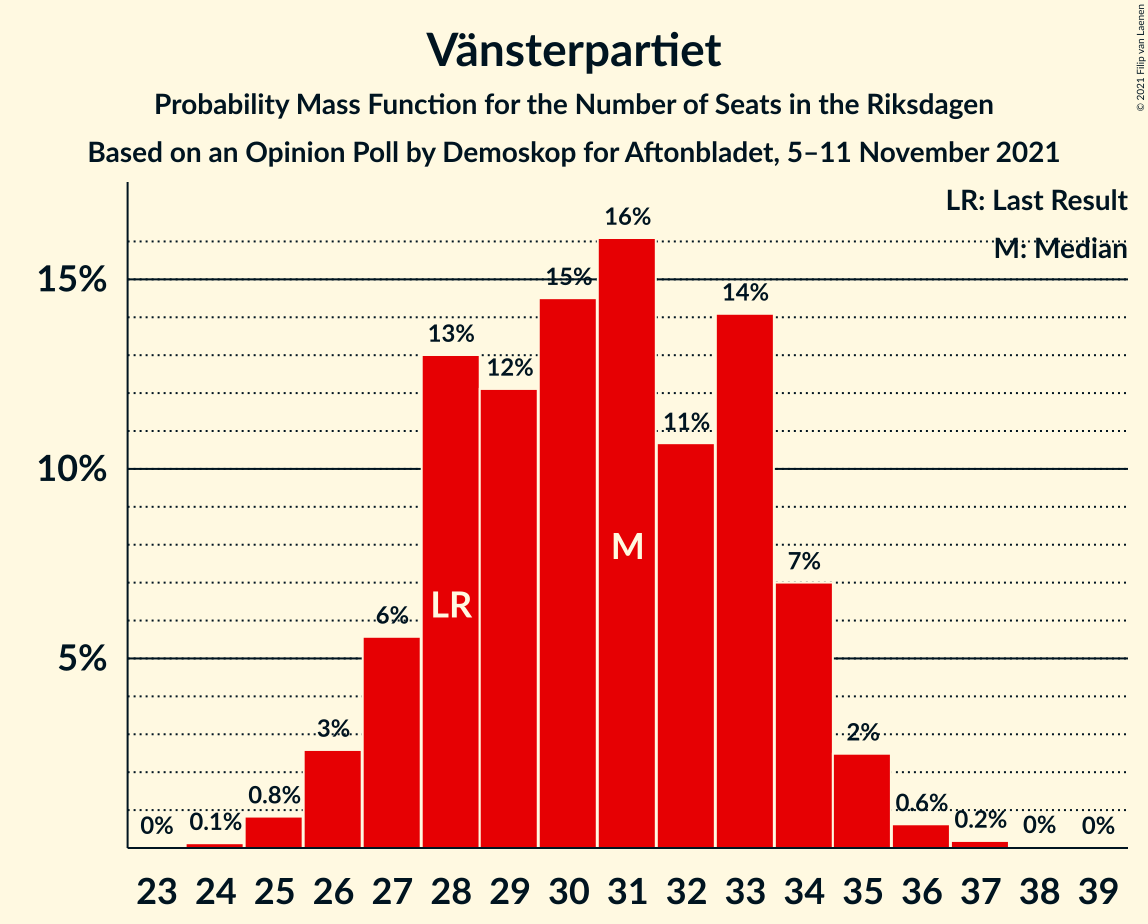 Vänsterpartiet
Probability Mass Function for the Number of Seats in the Riksdagen
Based on an Opinion Poll by Demoskop for Aftonbladet, 5–11 November 2021
© 2021 Filip van Laenen
LR: Last Result
M: Median
15%
10%
5%
0% 0.1% 0.8% 3% 6% 13% 12% 15% 16% 11% 14% 7% 2% 0.6% 0.2% 0% 0%
LR
M
23 24 25 26 27 28 29 30 31 32 33 34 35 36 37 38 39